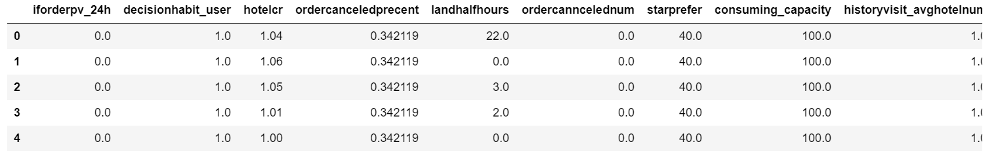 iforderpv_24h decisionhabit_user hotelcr ordercanceledprecent landhalfhours ordercanncelednum starprefer consuming_capacity historyvisit_avghotelnum
0 0.0 1.0 1.04 0.342119 22.0 0.0 40.0 100.0 1.0
1 0.0 1.0 1.06 0.342119 0.0 0.0 40.0 100.0 1.0
2 0.0 1.0 1.05 0.342119 3.0 0.0 40.0 100.0 1.0
3 0.0 1.0 1.01 0.342119 2.0 0.0 40.0 100.0 1.0
4 0.0 1.0 1.00 0.342119 0.0 0.0 40.0 100.0 1.0